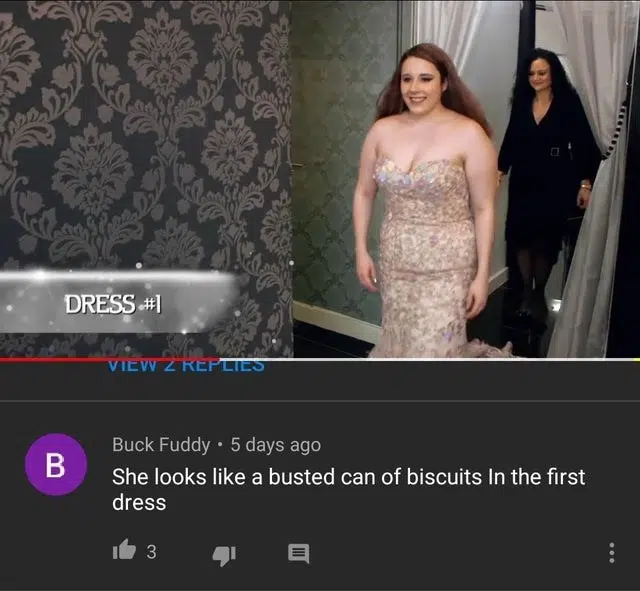 DRESS #1
VIEW 2 REPLIES
B
Buck Fuddy • 5 days ago
She looks like a busted can of biscuits In the first
dress
3